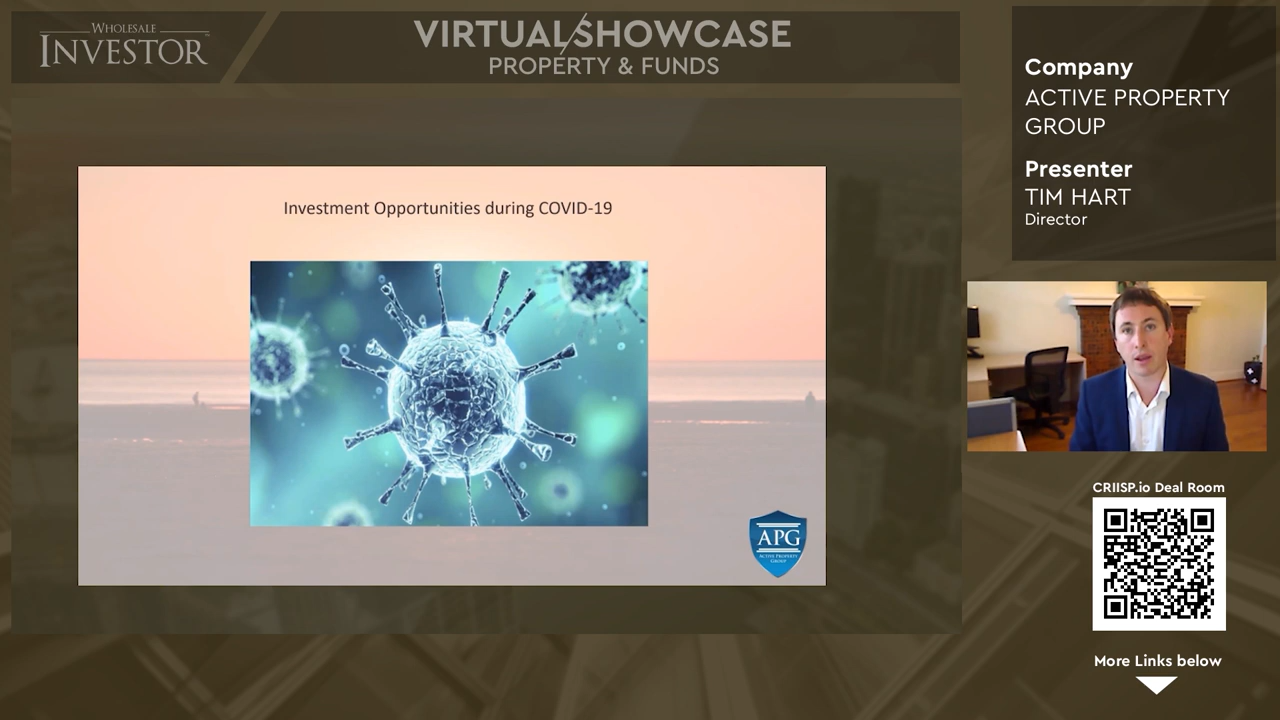 WHOLESALE
INVESTOR
VIRTUAL SHOWCASE
PROPERTY & FUNDS
Company
ACTIVE PROPERTY
GROUP
Presenter
TIM HART
Director
Investment Opportunities during COVID-19
APG
ACTIVE PROPERTY
GROUP
CRIISP.io Deal Room
More Links below